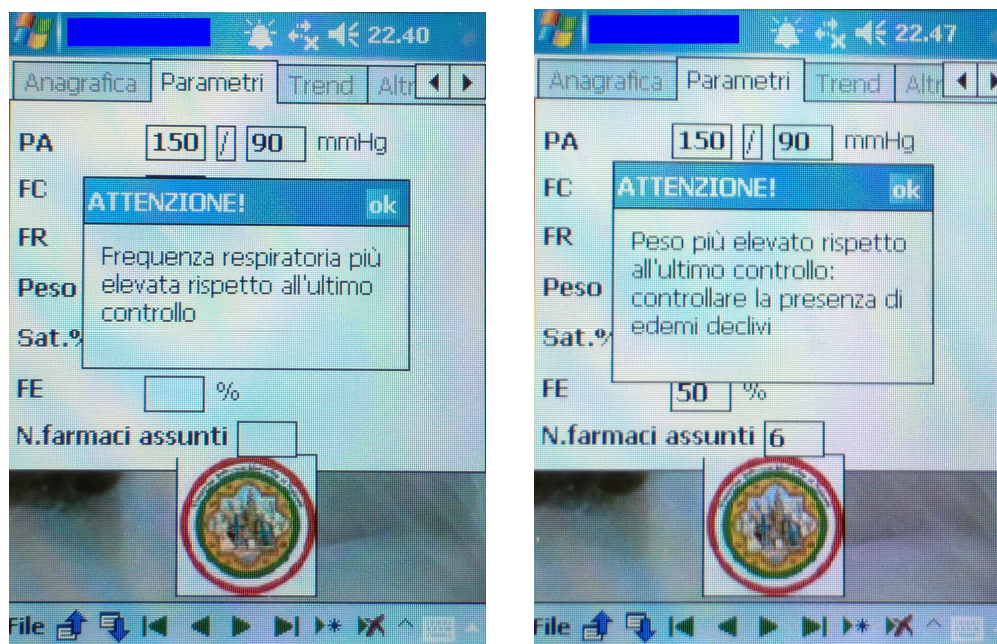 22.40
Anagrafica Parametri Trend Altr
PA 150 / 90 mmHg
FC
FR
Peso
Sat.%
FE %
N.farmaci assunti
ATTENZIONE! ok
Frequenza respiratoria più
elevata rispetto all'ultimo
controllo
File
22.47
Anagrafica Parametri Trend Altr
PA 150 / 90 mmHg
FC
FR
Peso
Sat.%
FE 50 %
N.farmaci assunti 6
ATTENZIONE! ok
Peso più elevato rispetto
all'ultimo controllo:
controllare la presenza di
edemi declivi
File